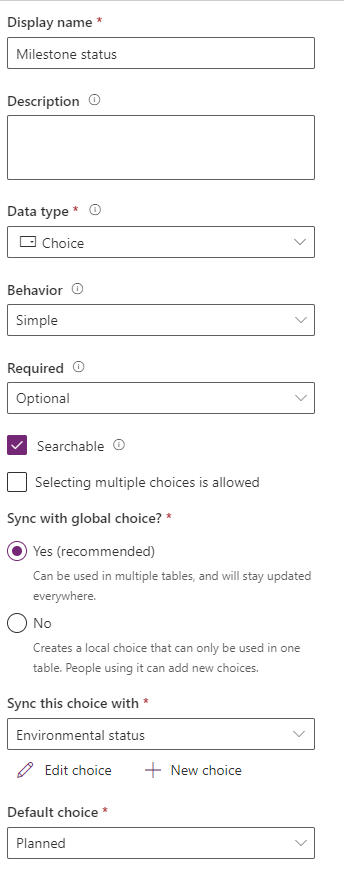 Display name *
Milestone status
Description
Data type *
Choice
Behavior
Simple
Required
Optional
Searchable
Selecting multiple choices is allowed
Sync with global choice? *
Yes (recommended)
Can be used in multiple tables, and will stay updated
everywhere.
No
Creates a local choice that can only be used in one
table. People using it can add new choices.
Sync this choice with *
Environmental status
Edit choice New choice
Default choice *
Planned